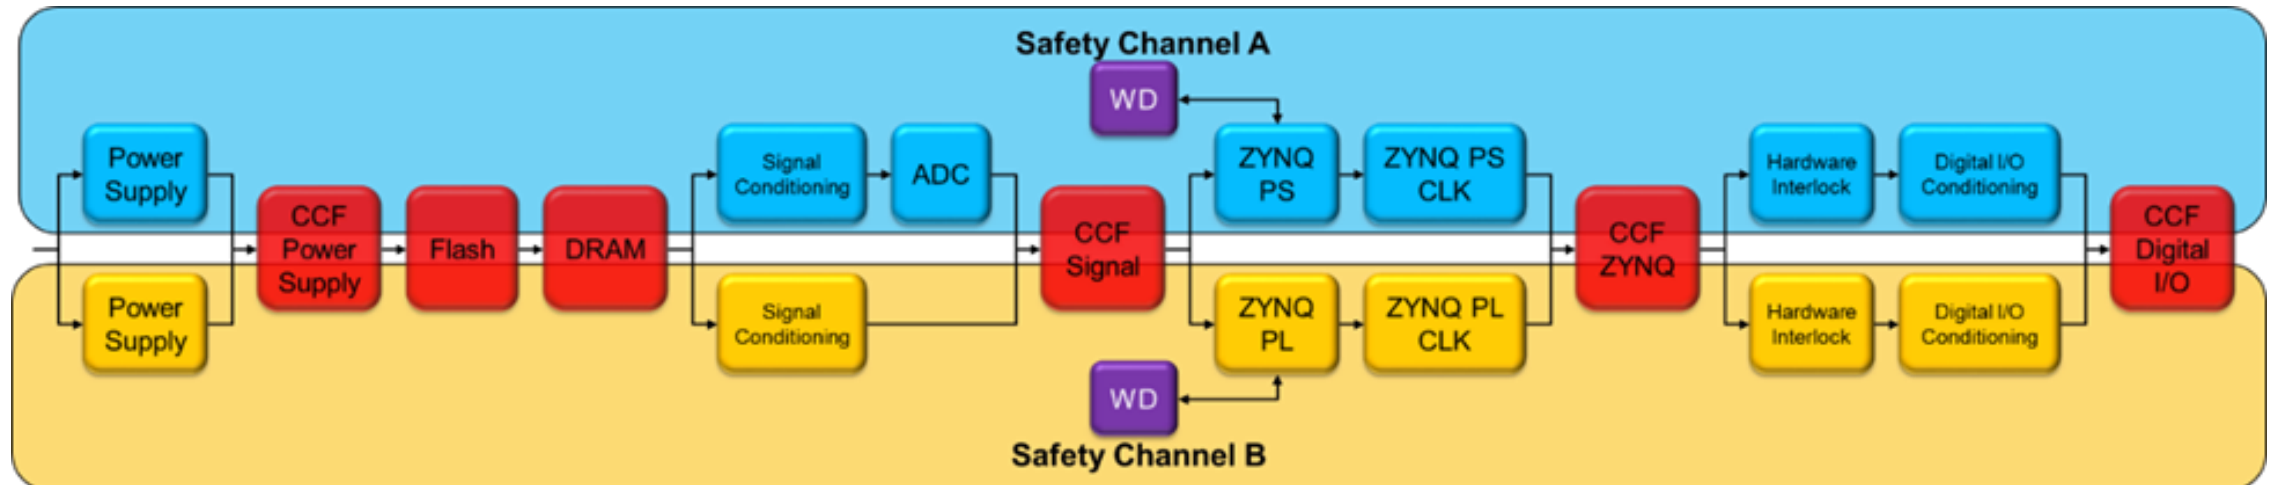 Safety Channel A
WD
Power
Supply
Signal
Conditioning
ADC
ZYNQ
PS
ZYNQ PS
CLK
Hardware
Interlock
Digital I/O
Conditioning
CCF
Power
Supply
Flash
DRAM
CCF
Signal
CCF
ZYNQ
CCF
Digital
I/O
Power
Supply
Signal
Conditioning
ZYNQ
PL
ZYNQ PL
CLK
Hardware
Interlock
Digital I/O
Conditioning
WD
Safety Channel B